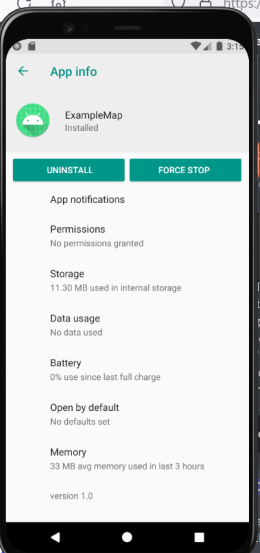 https:/
3:15
App info
ExampleMap
Installed
UNINSTALL
FORCE STOP
App notifications
Permissions
No permissions granted
Storage
11.30 MB used in internal storage
Data usage
No data used
Battery
0% use since last full charge
Open by default
No defaults set
Memory
33 MB avg memory used in last 3 hours
version 1.0